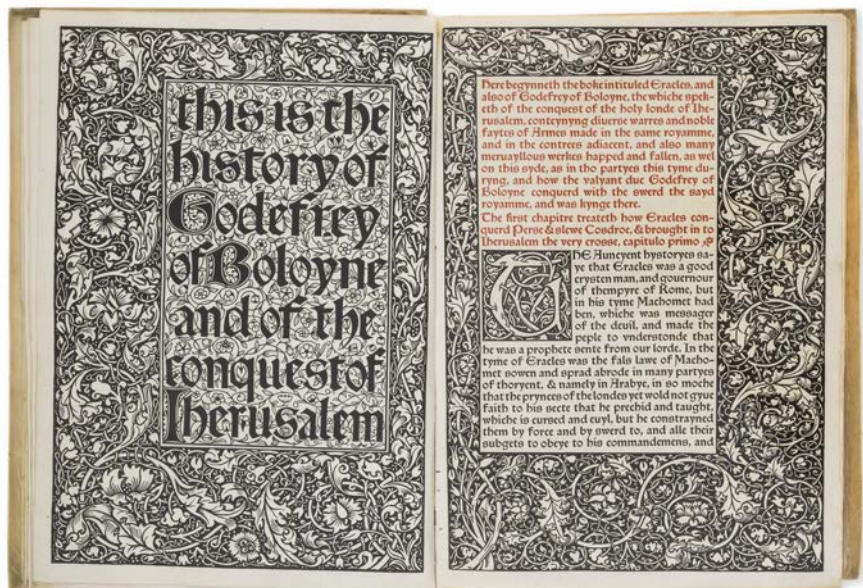 this is the
history of
Godefrey
of Boloyne
and of the
conquest of
Iherusalem
Here begynneth the boke intituled Eracles, and
also of Godefrey of Boloyne, the whiche spek-
eth of the conquest of the holy londe of Ihe-
rusalem, conteynyng diuerse warres and noble
faytes of Armes made in the same royamme,
and in the contrees adiacent, and also many
meruayllous werkes happed and fallen, as wel
on this syde, as in tho partyes this tyme du-
ryng, and how the valyant duc Godefrey of
Boloyne conquerd with the swerd the sayd
royamme, and was kynge there.
The first chapitre treateth how Eracles con-
querd Perse & slewe Cosdroe, & brought in to
Iherusalem the very crosse, capitulo primo
THE Auncyent hystoryes sa-
ye that Eracles was a good
crysten man, and gouernour
of thempyre of Rome, but
in his tyme Machomet had
ben, whiche was messager
of the deuil, and made the
peple to vnderstonde that
he was a prophete sente from our lorde. In the
tyme of Eracles was the fals lawe of Macho-
met sowen and sprad abrode in many partyes
of thoryent, & namely in Arabye, in so moche
that the prynces of the londes yet wold not gyue
faith to his secte that he prechid and taught,
whiche is cursed and euyl, but he constrayned
them by force and by swerd to, and alle their
subgets to obeye to his commandemens, and